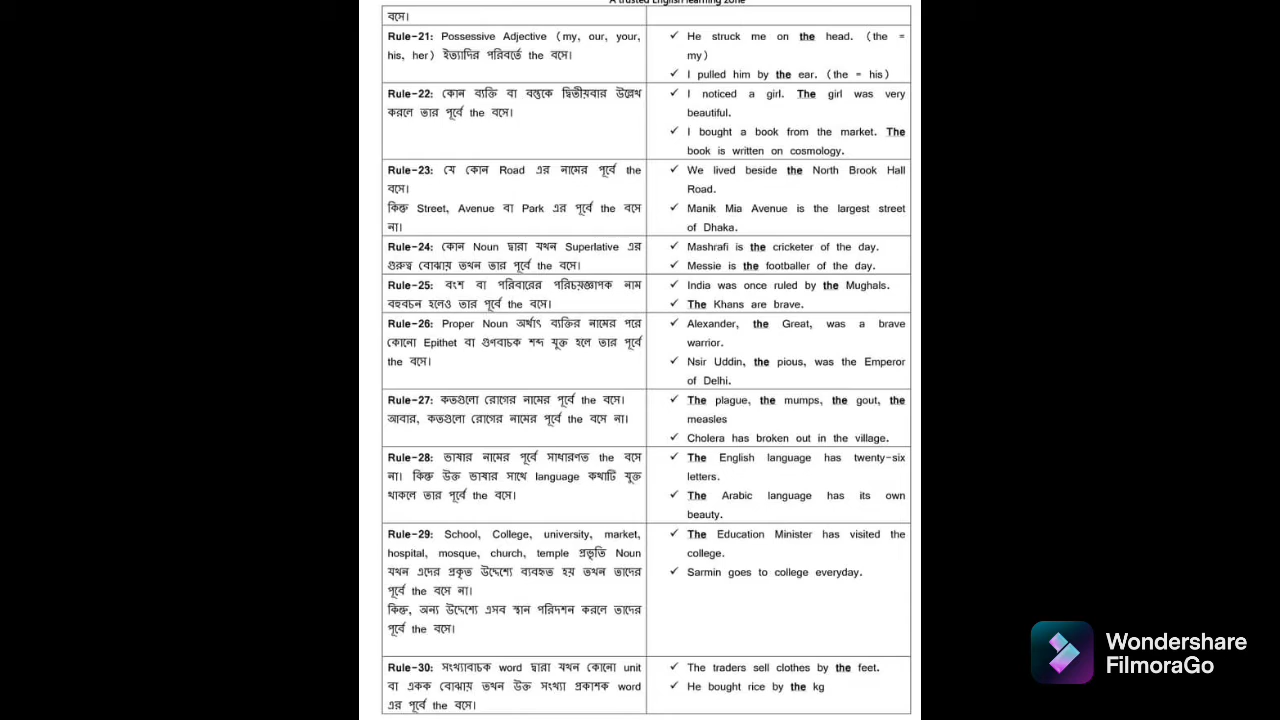 A trusted English learning zone
বসে।
Rule-21: Possessive Adjective (my, our, your,
his, her) ইত্যাদির পরিবর্তে the বসে।
✓ He struck me on the head. (the =
my)
✓ I pulled him by the ear. (the = his)
Rule-22: কোন ব্যক্তি বা বস্তুকে দ্বিতীয়বার উল্লেখ
করলে তার পূর্বে the বসে।
✓ I noticed a girl. The girl was very
beautiful.
✓ I bought a book from the market. The
book is written on cosmology.
Rule-23: যে কোন Road এর নামের পূর্বে the
বসে।
কিন্তু Street, Avenue বা Park এর পূর্বে the বসে
না।
✓ We lived beside the North Brook Hall
Road.
✓ Manik Mia Avenue is the largest street
of Dhaka.
Rule-24: কোন Noun দ্বারা যখন Superlative এর
গুরুত্ব বোঝায় তখন তার পূর্বে the বসে।
✓ Mashrafi is the cricketer of the day.
✓ Messie is the footballer of the day.
Rule-25: বংশ বা পরিবারের পরিচয়জ্ঞাপক নাম
বহুবচন হলেও তার পূর্বে the বসে।
✓ India was once ruled by the Mughals.
✓ The Khans are brave.
Rule-26: Proper Noun অর্থাৎ ব্যক্তির নামের পরে
কোনো Epithet বা গুণবাচক শব্দ যুক্ত হলে তার পূর্বে
the বসে।
✓ Alexander, the Great, was a brave
warrior.
✓ Nsir Uddin, the pious, was the Emperor
of Delhi.
Rule-27: কতগুলো রোগের নামের পূর্বে the বসে।
আবার, কতগুলো রোগের নামের পূর্বে the বসে না।
✓ The plague, the mumps, the gout, the
measles
✓ Cholera has broken out in the village.
Rule-28: ভাষার নামের পূর্বে সাধারণত the বসে
না। কিন্তু উক্ত ভাষার সাথে language কথাটি যুক্ত
থাকলে তার পূর্বে the বসে।
✓ The English language has twenty-six
letters.
✓ The Arabic language has its own
beauty.
Rule-29: School, College, university, market,
hospital, mosque, church, temple প্রভৃতি Noun
যখন এদের প্রকৃত উদ্দেশ্যে ব্যবহৃত হয় তখন তাদের
পূর্বে the বসে না।
কিন্তু, অন্য উদ্দেশ্যে এসব স্থান পরিদশন করলে তাদের
পূর্বে the বসে।
✓ The Education Minister has visited the
college.
✓ Sarmin goes to college everyday.
Rule-30: সংখ্যাবাচক word দ্বারা যখন কোনো unit
বা একক বোঝায় তখন উক্ত সংখ্যা প্রকাশক word
এর পূর্বে the বসে।
✓ The traders sell clothes by the feet.
✓ He bought rice by the kg
Wondershare
FilmoraGo